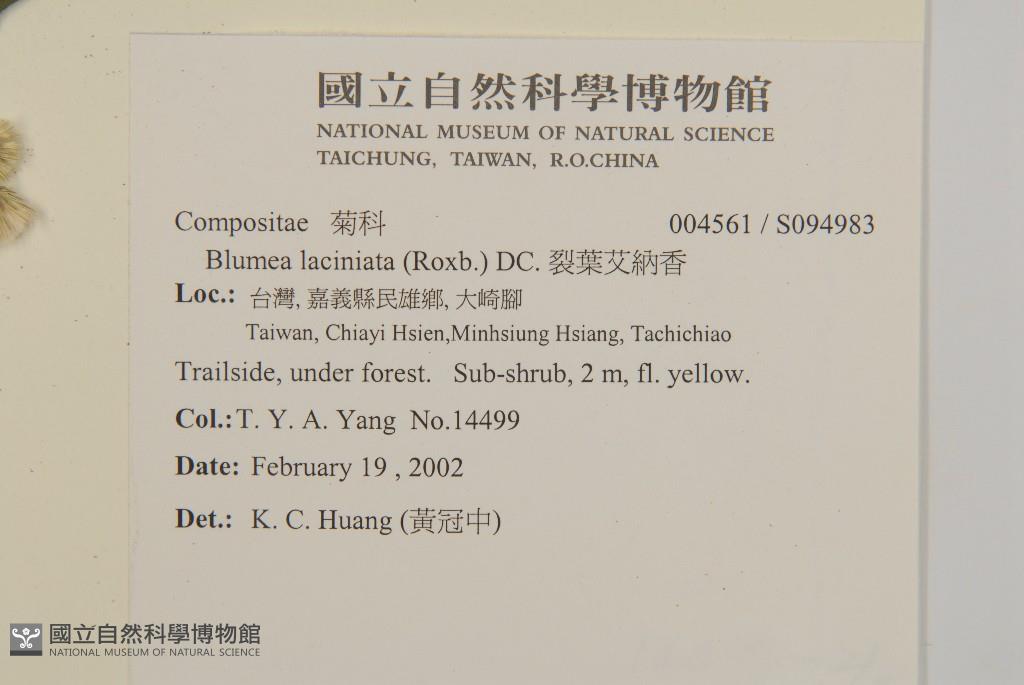 國立自然科學博物館
NATIONAL MUSEUM OF NATURAL SCIENCE
TAICHUNG, TAIWAN, R.O.CHINA
Compositae 菊科 004561 / S094983
Blumea laciniata (Roxb.) DC. 裂葉艾納香
Loc.: 台灣, 嘉義縣民雄鄉, 大崎腳
Taiwan, Chiayi Hsien,Minhsiung Hsiang, Tachichiao
Trailside, under forest. Sub-shrub, 2 m, fl. yellow.
Col.:T. Y. A. Yang No.14499
Date: February 19 , 2002
Det.: K. C. Huang (黃冠中)
國立自然科學博物館
NATIONAL MUSEUM OF NATURAL SCIENCE